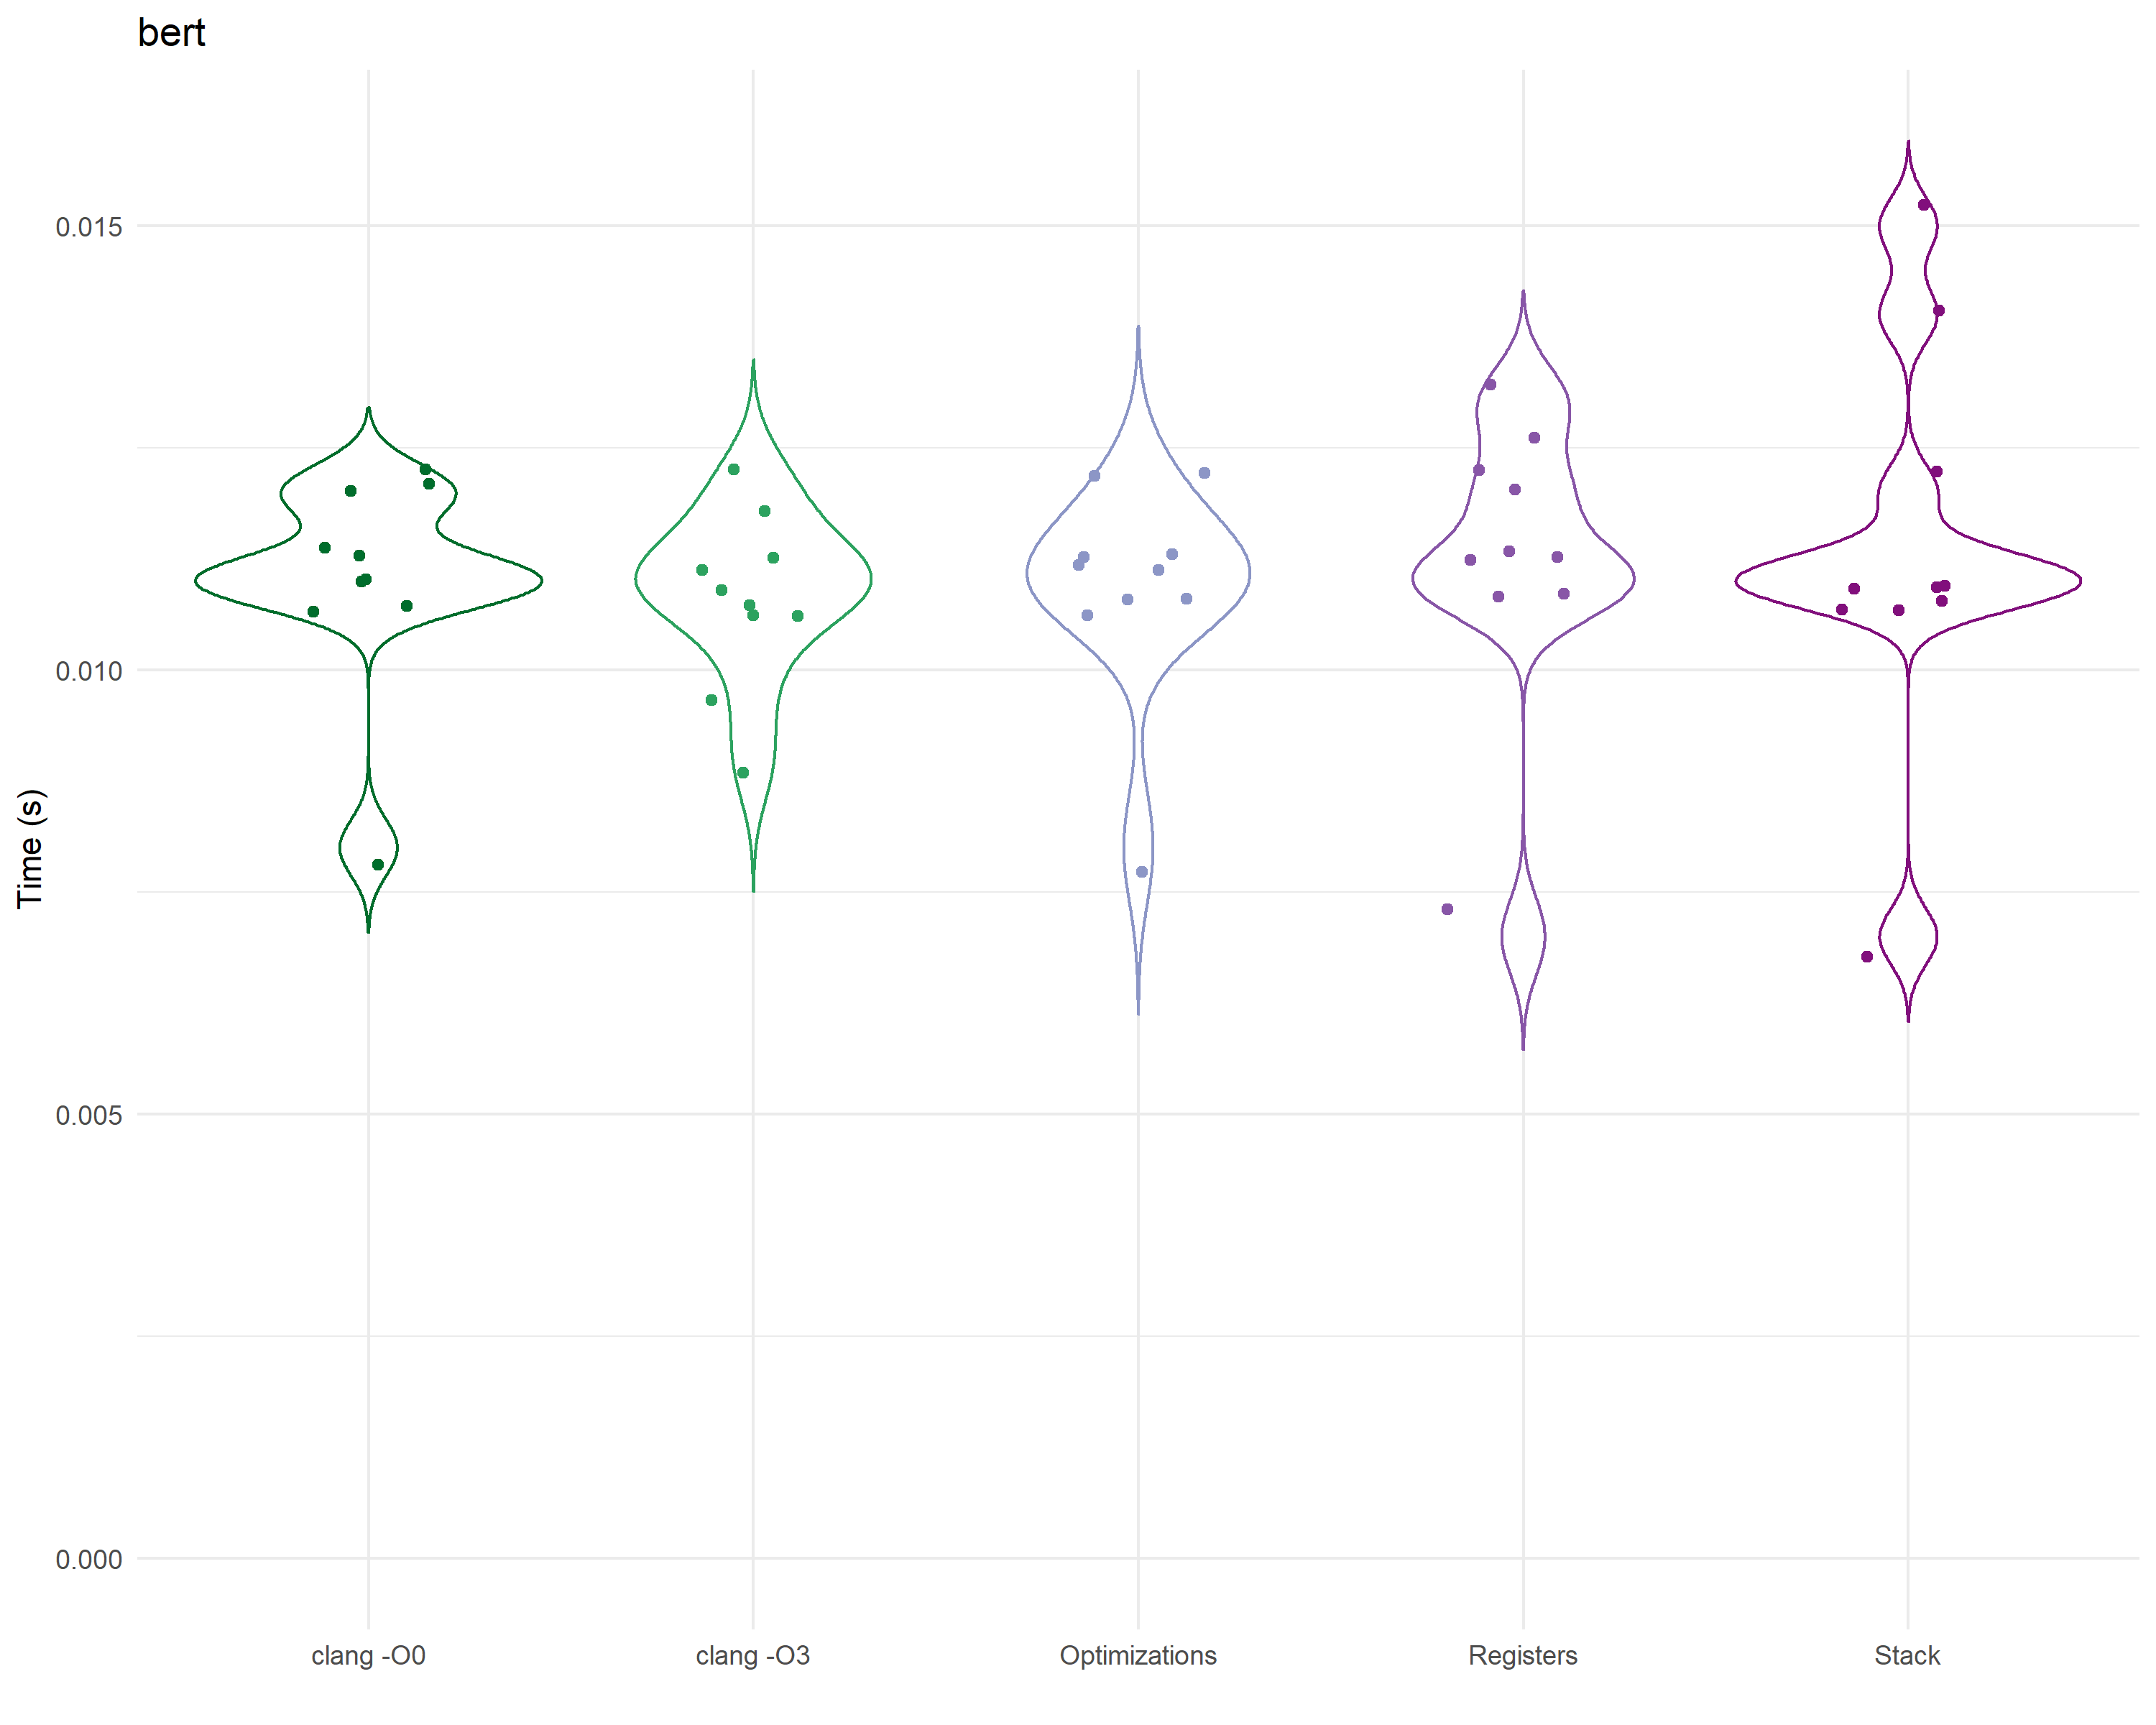 bert
Time (s)
0.015
0.010
0.005
0.000
clang -O0
clang -O3
Optimizations
Registers
Stack